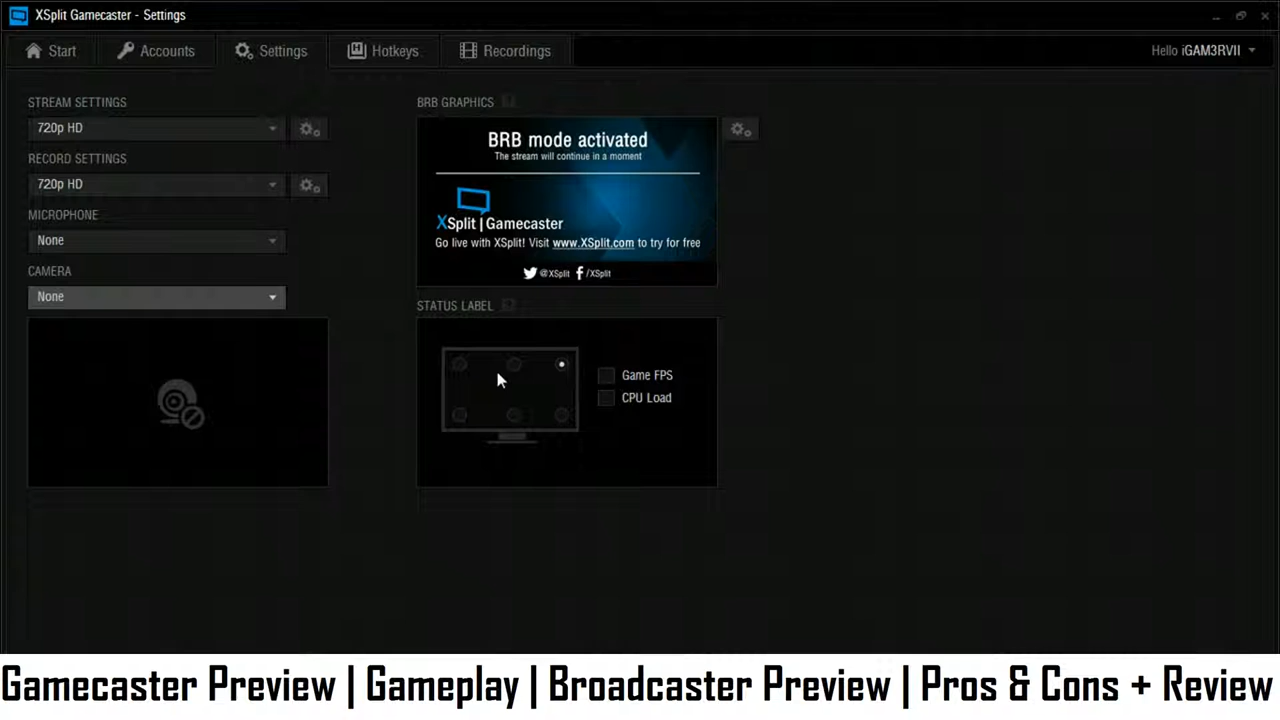 XSplit Gamecaster - Settings
Start
Accounts
Settings
Hotkeys
Recordings
Hello iGAM3RVII
STREAM SETTINGS
720p HD
RECORD SETTINGS
720p HD
MICROPHONE
None
CAMERA
None
BRB GRAPHICS
BRB mode activated
The stream will continue in a moment
XSplit | Gamecaster
Go live with XSplit! Visit www.XSplit.com to try for free
@XSplit /XSplit
STATUS LABEL
Game FPS
CPU Load
Gamecaster Preview | Gameplay | Broadcaster Preview | Pros & Cons + Review